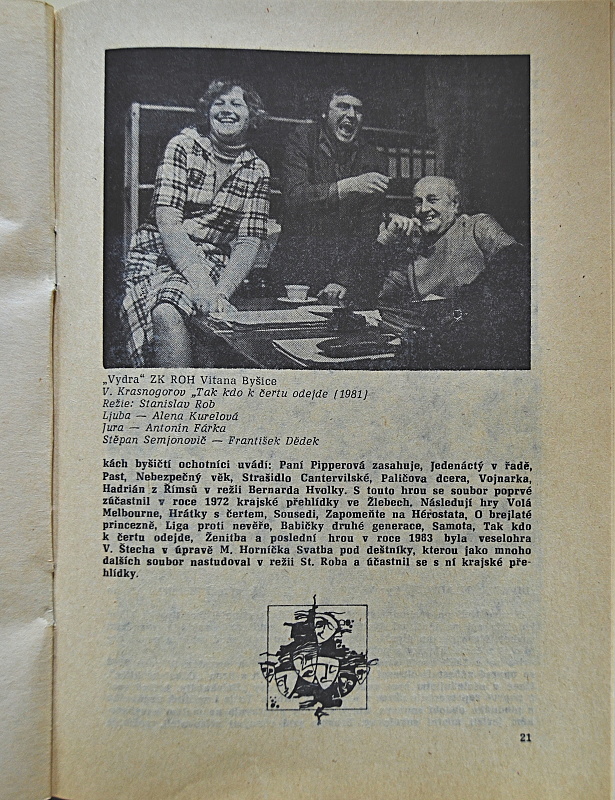 „Vydra“ ZK ROH Vitana Byšice
V. Krasnogorov „Tak kdo k čertu odejde (1981)
Režie: Stanislav Rob
Ljuba — Alena Kurelová
Jura — Antonín Fárka
Stěpan Semjonovič — František Dědek
kách byšičtí ochotníci uvádí: Paní Pipperová zasahuje, Jedenáctý v řadě,
Past, Nebezpečný věk, Strašidlo Cantervilské, Paličova dcera, Vojnarka,
Hadrián z Římsů v režii Bernarda Hvolky. S touto hrou se soubor poprvé
zúčastnil v roce 1972 krajské přehlídky ve Žlebech, Následují hry Volá
Melbourne, Hrátky s čertem, Sousedi, Zapomeňte na Hérostata, O brejlaté
princezně, Liga proti nevěře, Babičky druhé generace, Samota, Tak kdo
k čertu odejde, Ženitba a poslední hrou v roce 1983 byla veselohra
V. Štecha v úpravě M. Horníčka Svatba pod deštníky, kterou jako mnoho
dalších soubor nastudoval v režii St. Roba a účastnil se s ní krajské pře-
hlídky.
21